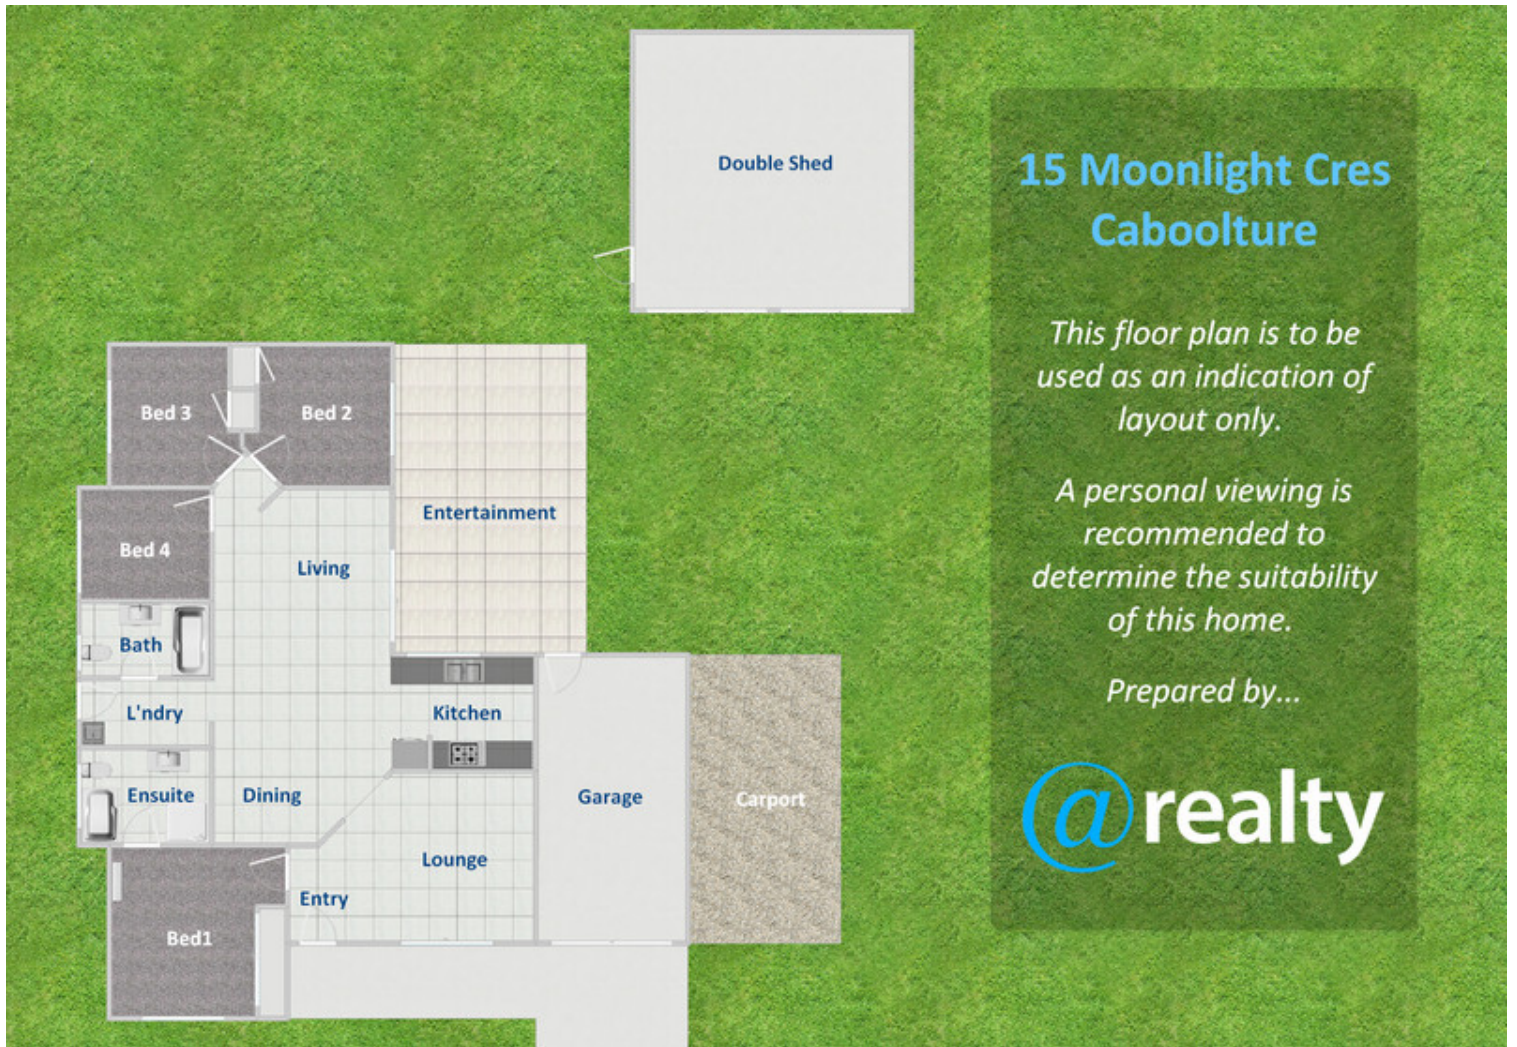 Double Shed
15 Moonlight Cres
Caboolture
This floor plan is to be
used as an indication of
layout only.
A personal viewing is
recommended to
determine the suitability
of this home.
Prepared by...
@realty
Bed 3
Bed 2
Entertainment
Bed 4
Living
Bath
L'ndry
Kitchen
Ensuite
Dining
Garage
Carport
Lounge
Entry
Bed1